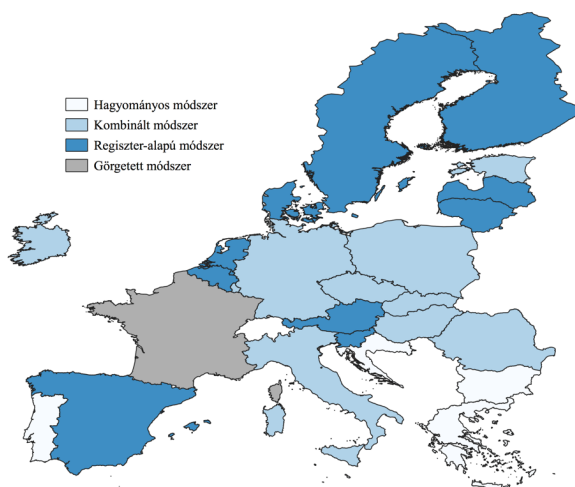 Hagyományos módszer
Kombinált módszer
Regiszter-alapú módszer
Görgetett módszer